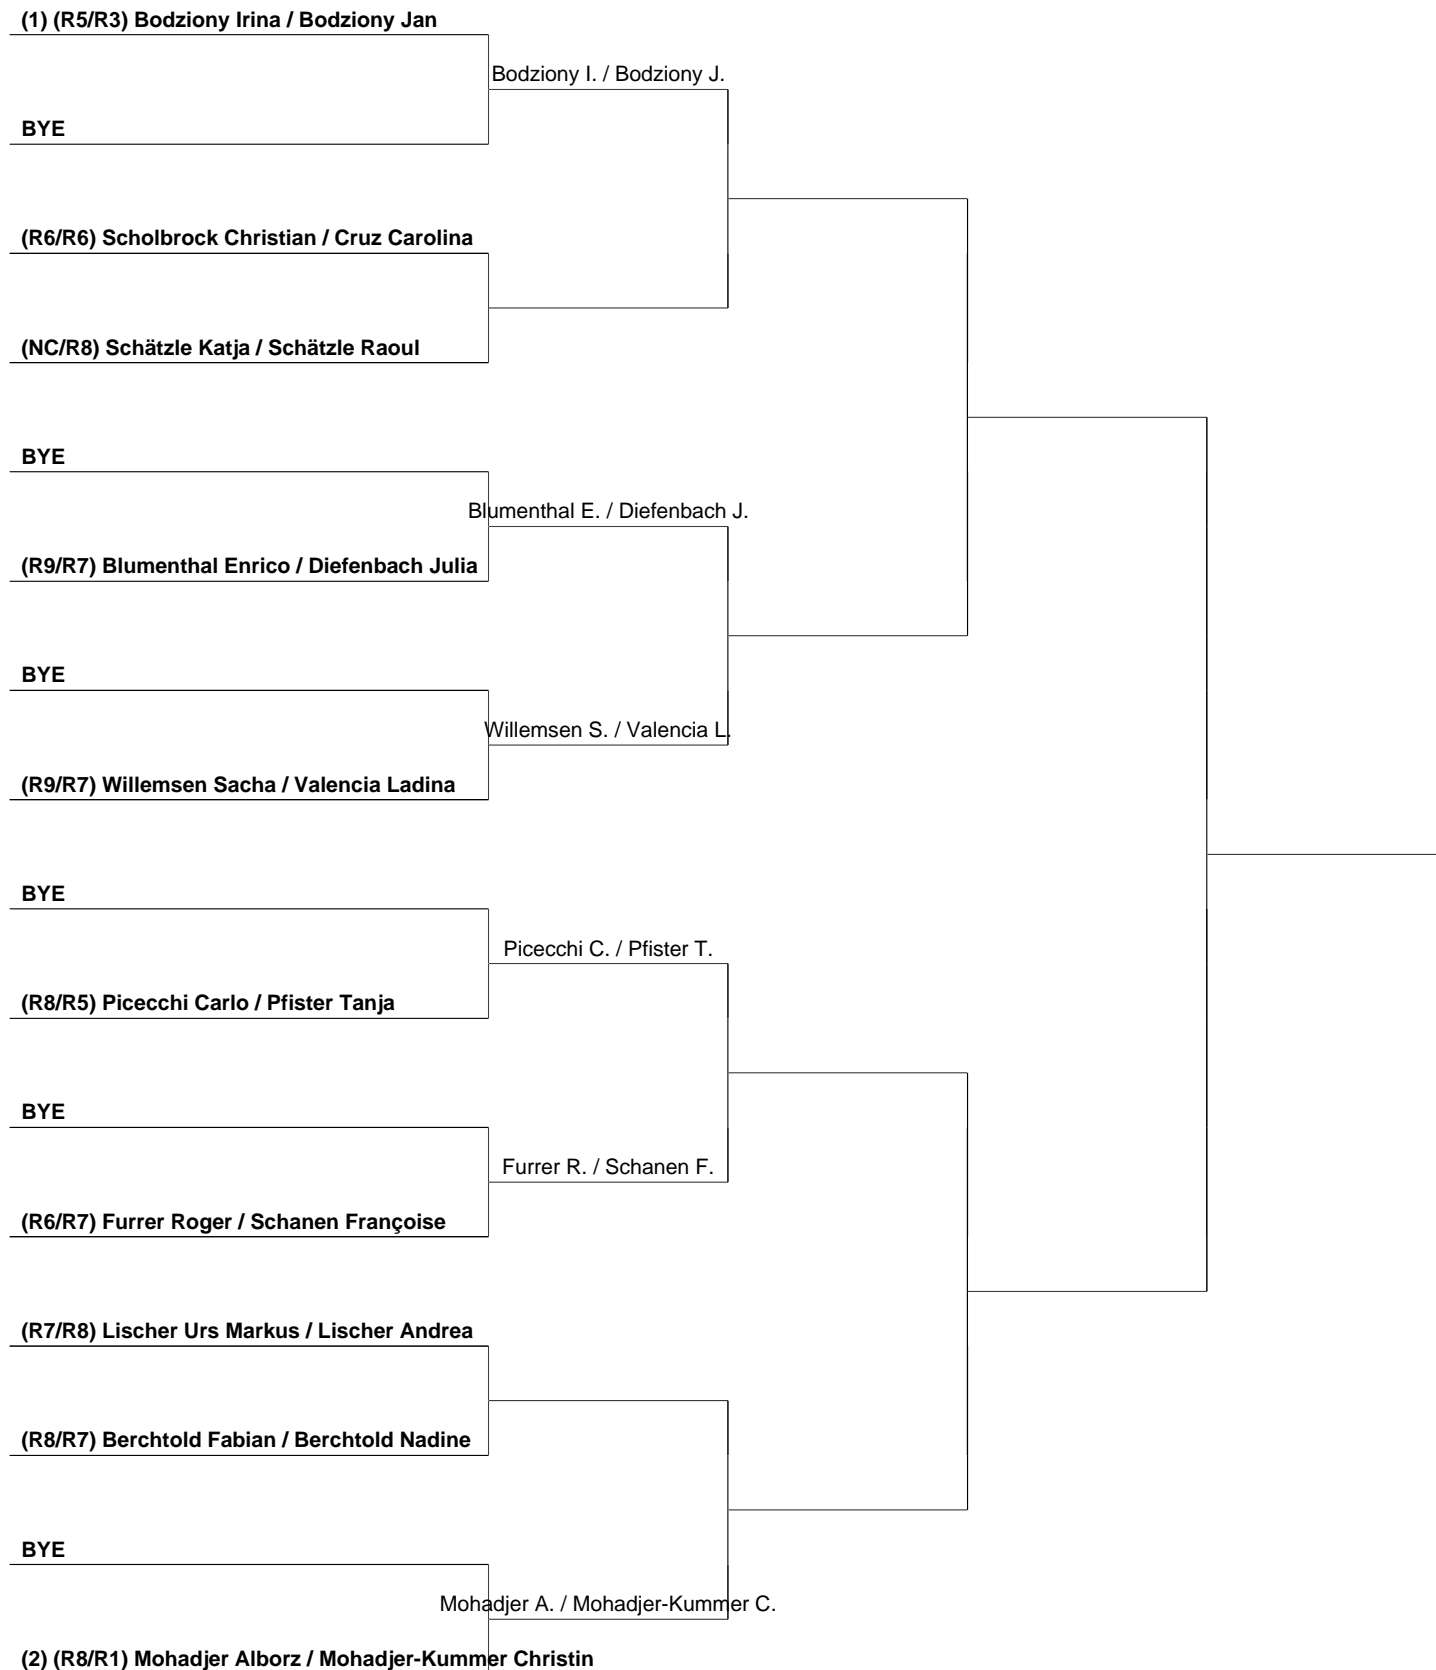 (1) (R5/R3) Bodziony Irina / Bodziony Jan
Bodziony I. / Bodziony J.
BYE
(R6/R6) Scholbrock Christian / Cruz Carolina
(NC/R8) Schätzle Katja / Schätzle Raoul
BYE
Blumenthal E. / Diefenbach J.
(R9/R7) Blumenthal Enrico / Diefenbach Julia
BYE
Willemsen S. / Valencia L.
(R9/R7) Willemsen Sacha / Valencia Ladina
BYE
Picecchi C. / Pfister T.
(R8/R5) Picecchi Carlo / Pfister Tanja
BYE
Furrer R. / Schanen F.
(R6/R7) Furrer Roger / Schanen Françoise
(R7/R8) Lischer Urs Markus / Lischer Andrea
(R8/R7) Berchtold Fabian / Berchtold Nadine
BYE
Mohadjer A. / Mohadjer-Kummer C.
(2) (R8/R1) Mohadjer Alborz / Mohadjer-Kummer Christin